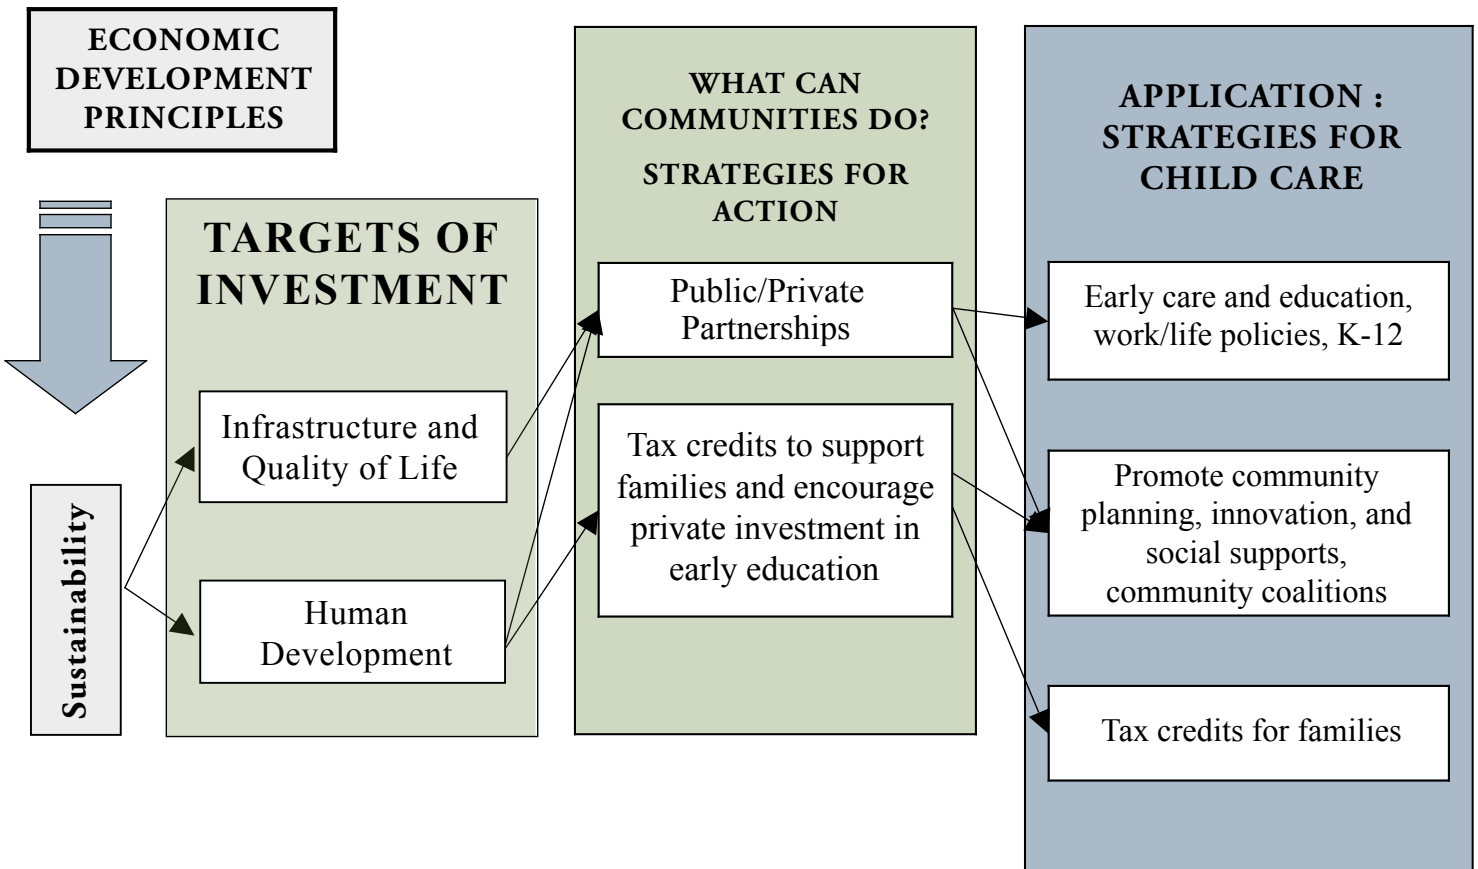 ECONOMIC
DEVELOPMENT
PRINCIPLES
Sustainability
TARGETS OF
INVESTMENT
Infrastructure and
Quality of Life
Human
Development
WHAT CAN
COMMUNITIES DO?
STRATEGIES FOR
ACTION
Public/Private
Partnerships
Tax credits to support
families and encourage
private investment in
early education
APPLICATION :
STRATEGIES FOR
CHILD CARE
Early care and education,
work/life policies, K-12
Promote community
planning, innovation, and
social supports,
community coalitions
Tax credits for families